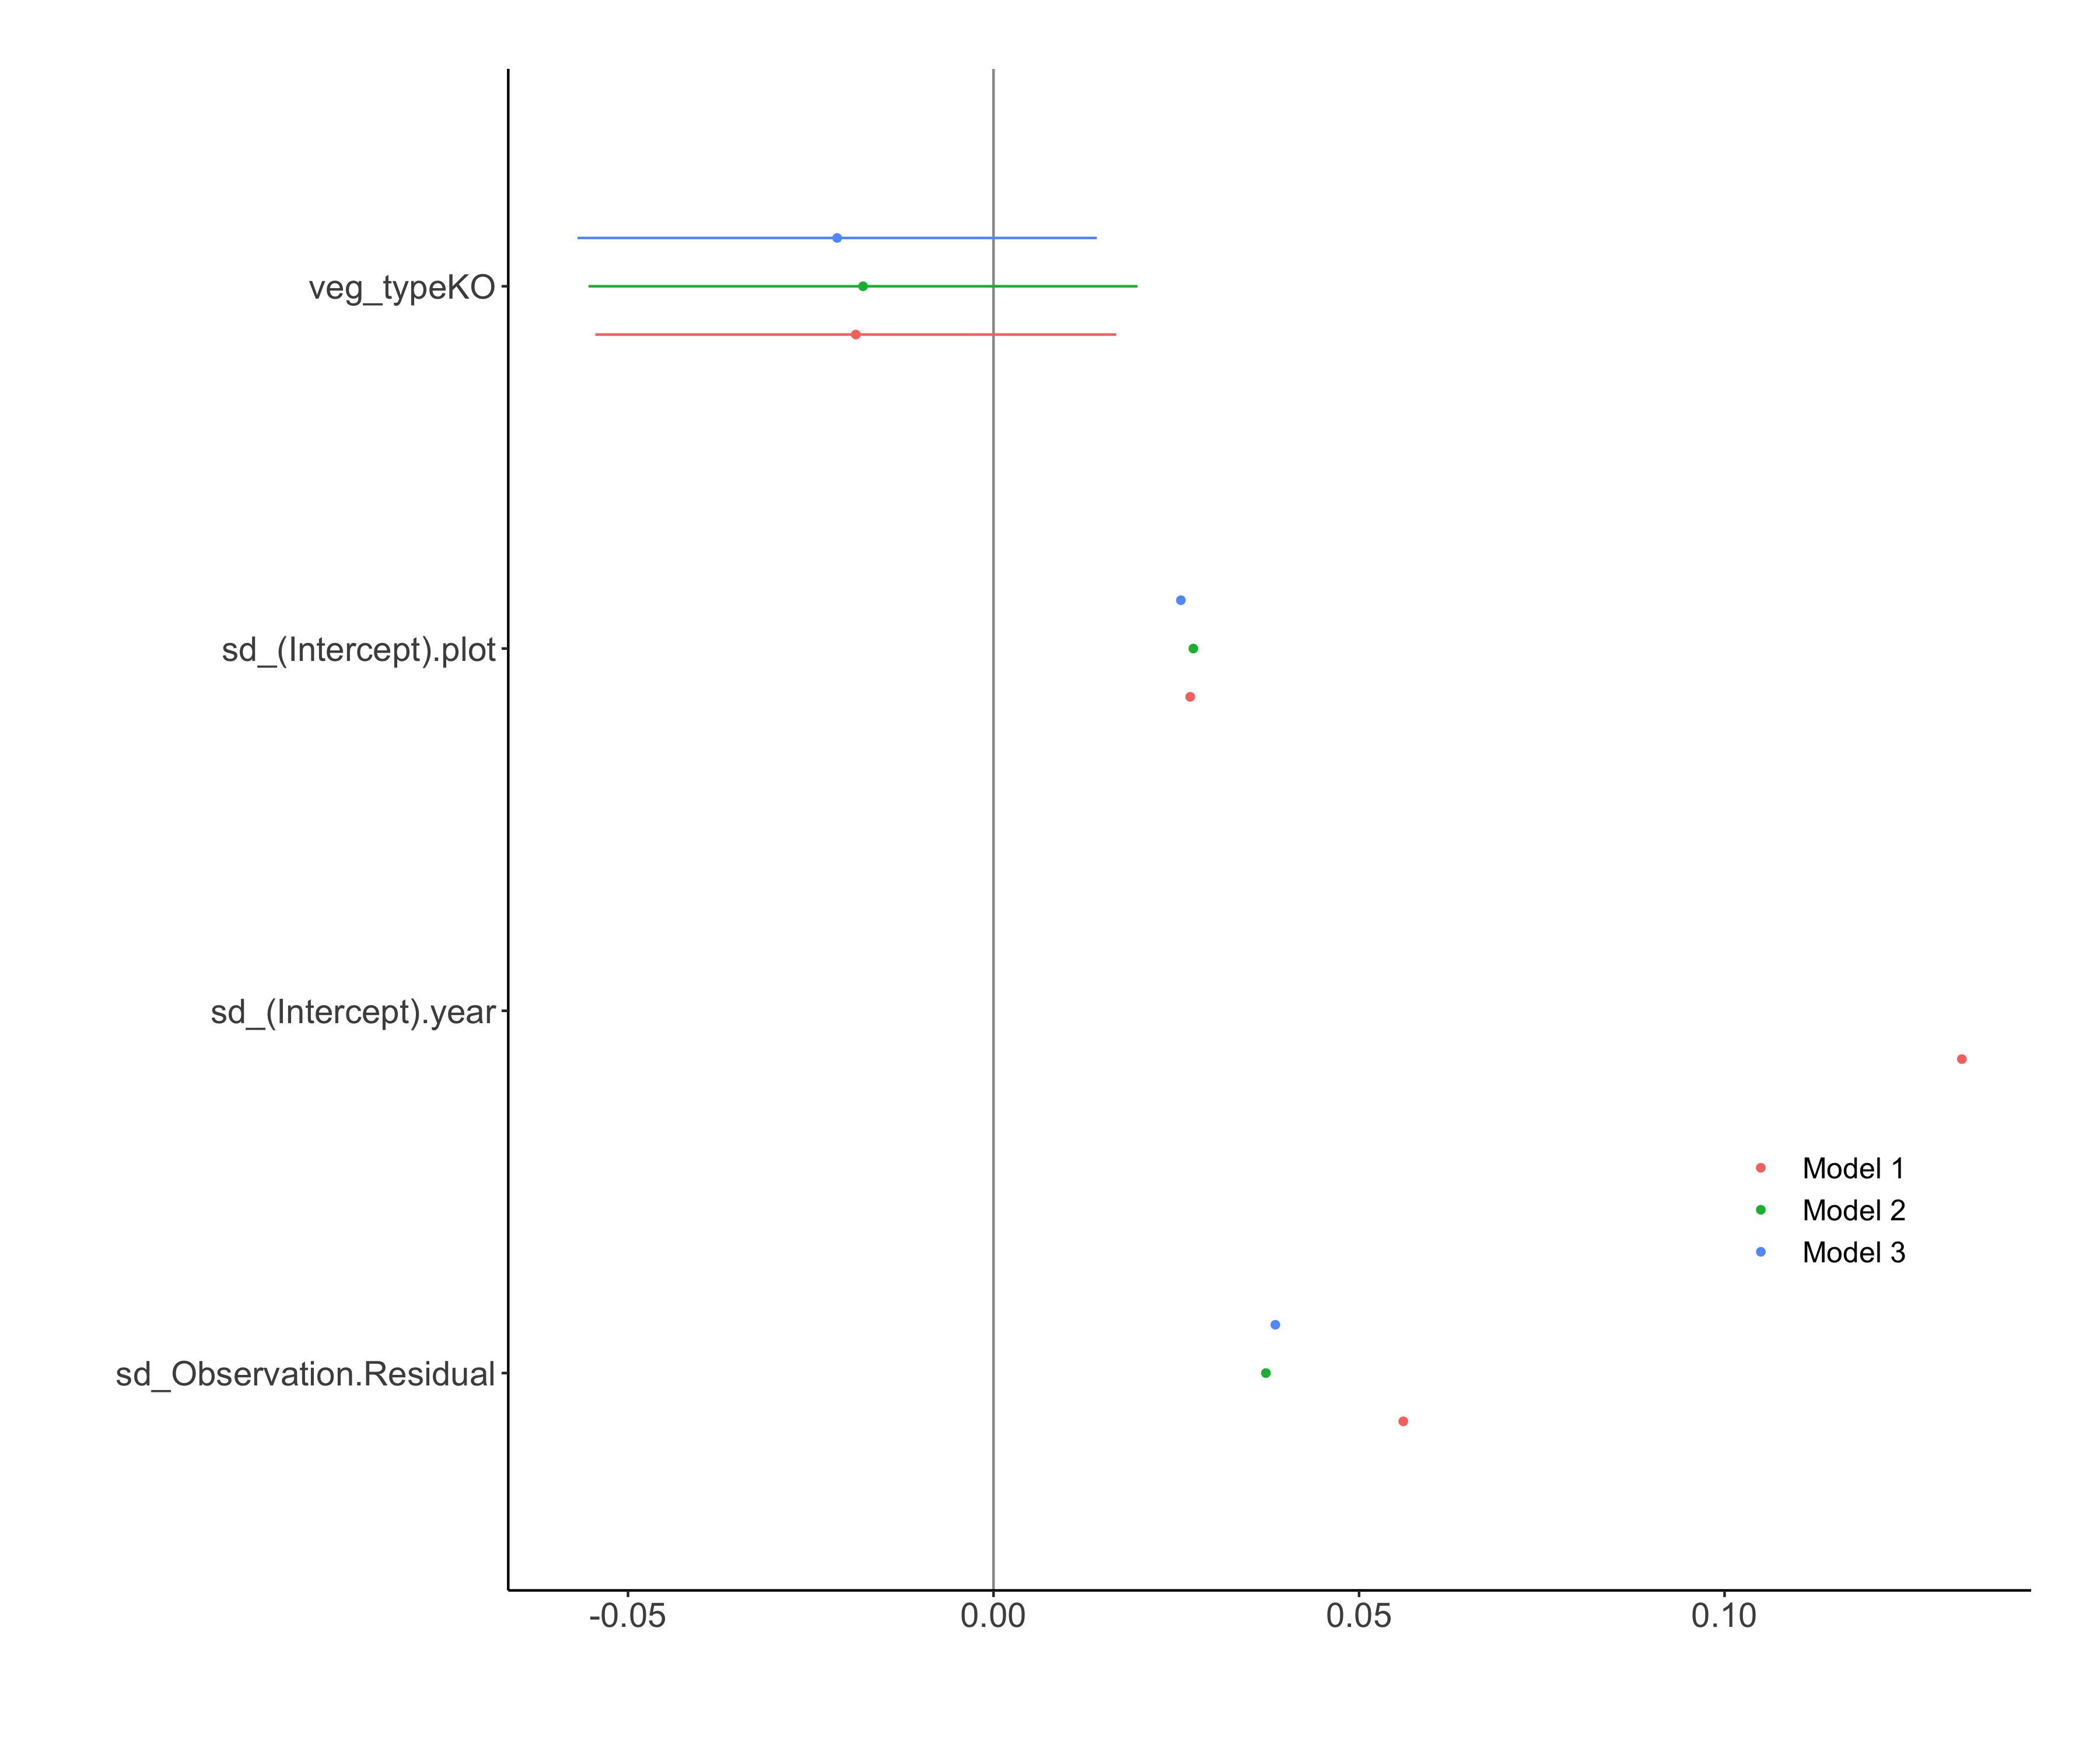 veg_typeKO
sd_(Intercept).plot
sd_(Intercept).year
Model 1
Model 2
Model 3
sd_Observation.Residual
-0.05 0.00 0.05 0.10